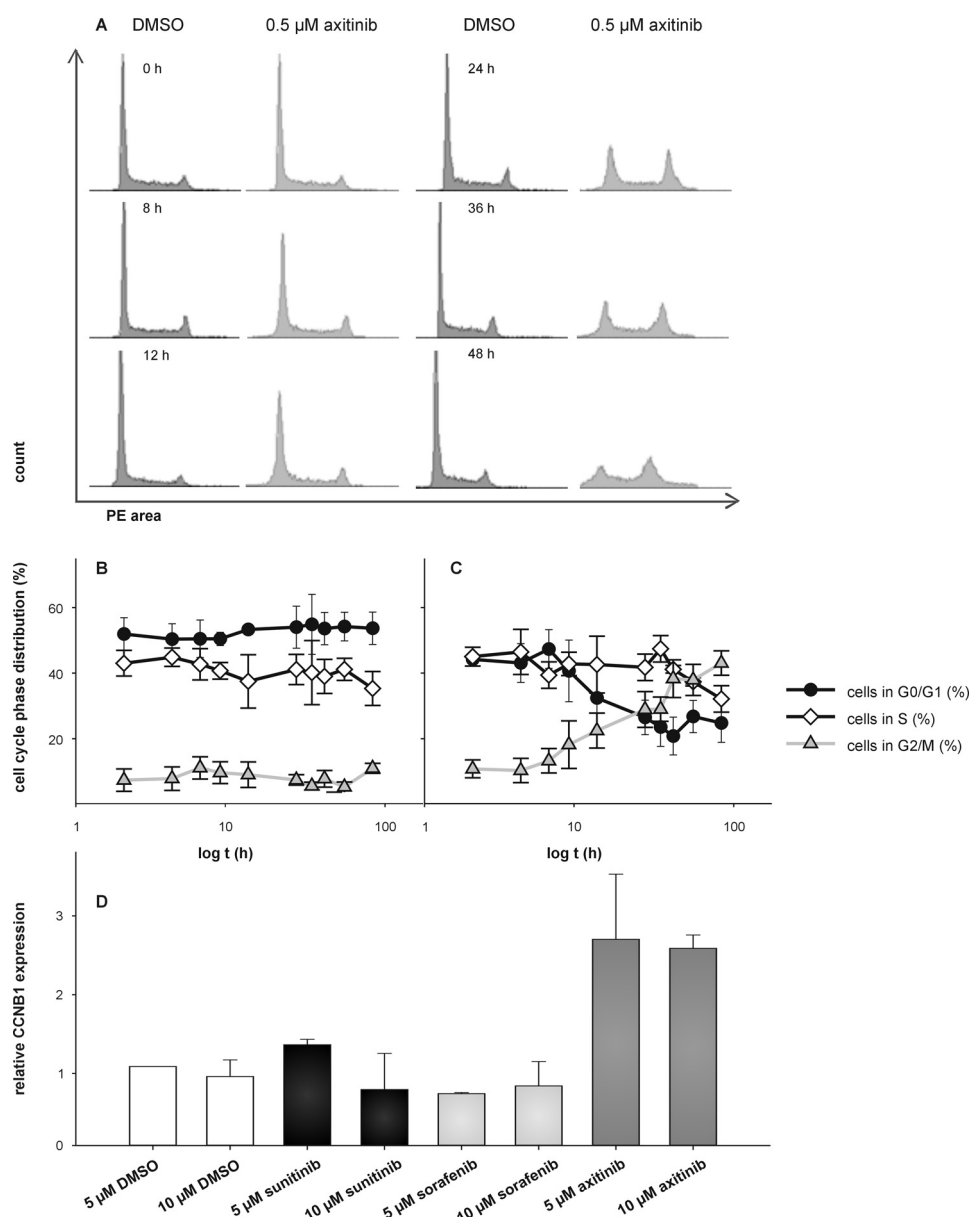 A DMSO 0.5 µM axitinib DMSO 0.5 µM axitinib
0 h 24 h
8 h 36 h
12 h 48 h
count
PE area
B C
cell cycle phase distribution (%)
60
40
20
cells in G0/G1 (%)
cells in S (%)
cells in G2/M (%)
1 10 100 1 10 100
log t (h) log t (h)
D
relative CCNB1 expression
3
2
1
0
5 µM DMSO
10 µM DMSO
5 µM sunitinib
10 µM sunitinib
5 µM sorafenib
10 µM sorafenib
5 µM axitinib
10 µM axitinib